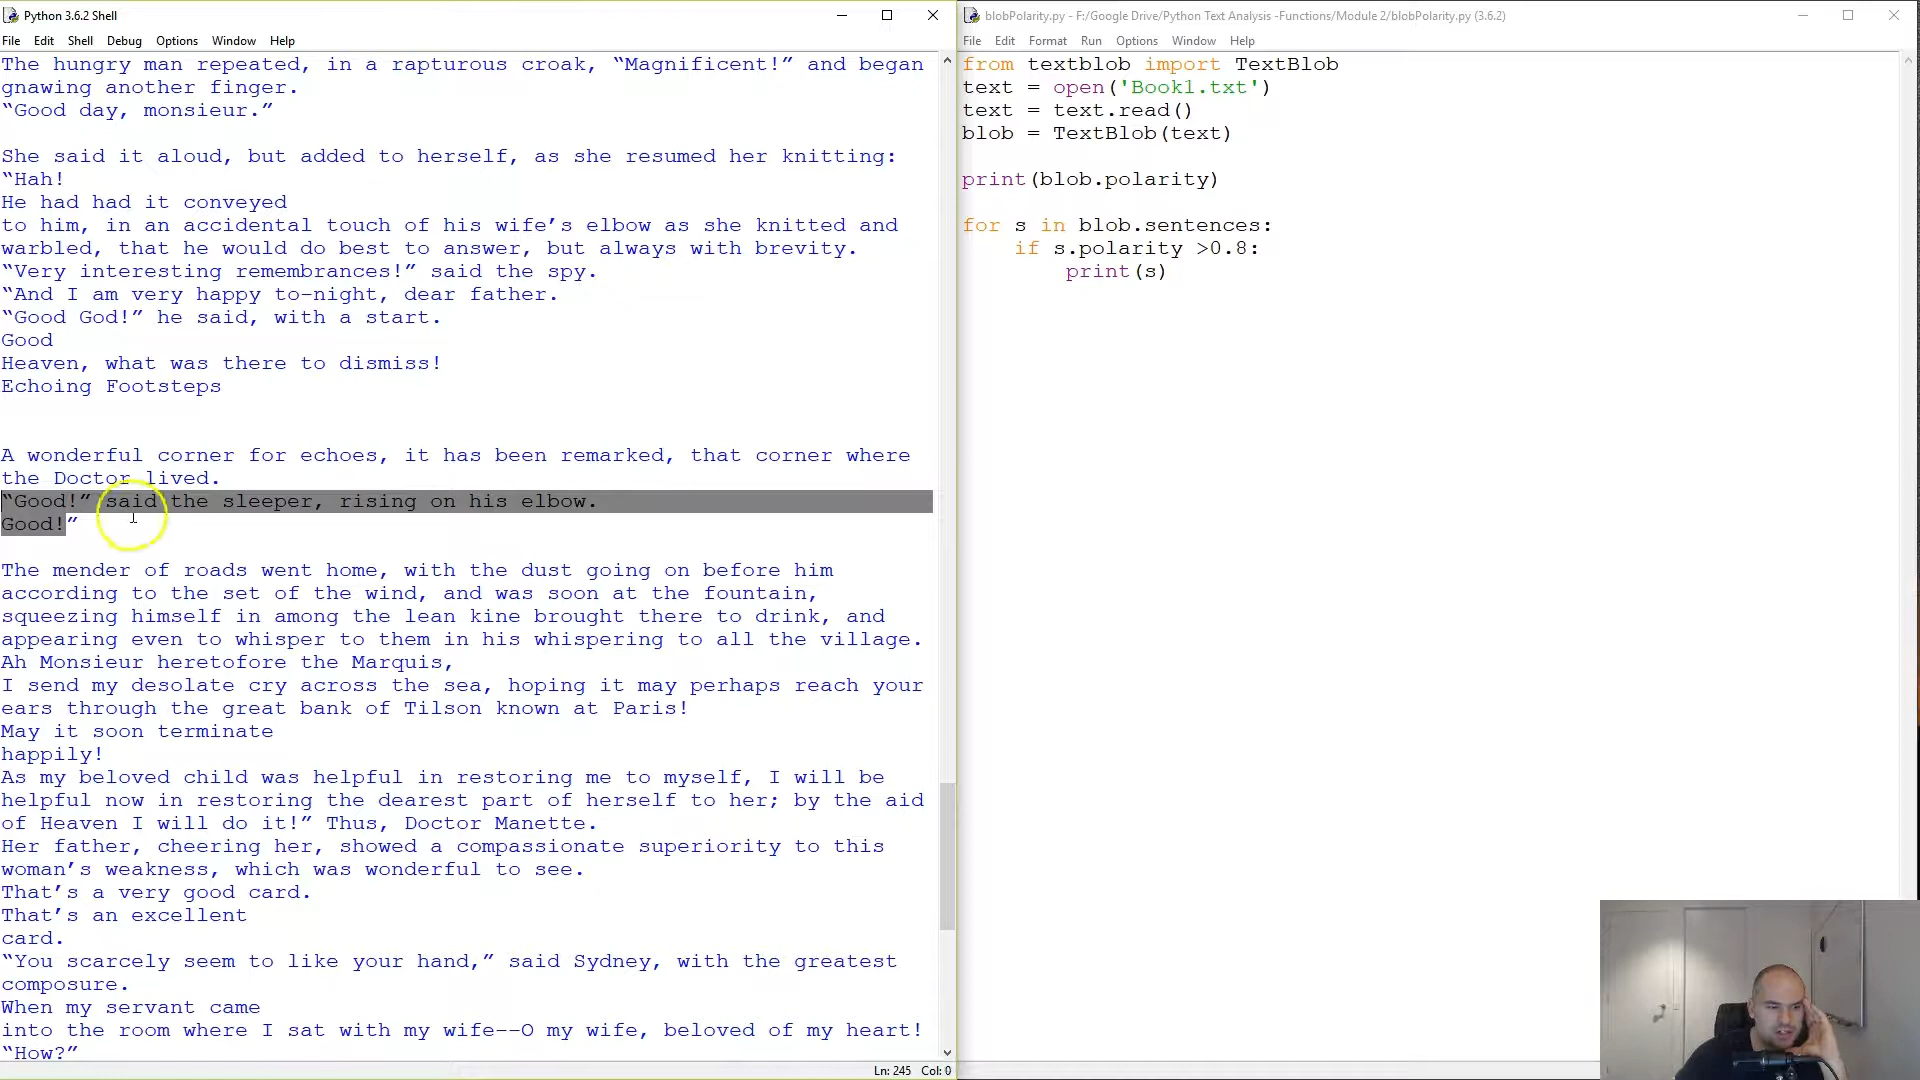 Python 3.6.2 Shell
File Edit Shell Debug Options Window Help
The hungry man repeated, in a rapturous croak, “Magnificent!” and began
gnawing another finger.
“Good day, monsieur.”
She said it aloud, but added to herself, as she resumed her knitting:
“Hah!
He had had it conveyed
to him, in an accidental touch of his wife’s elbow as she knitted and
warbled, that he would do best to answer, but always with brevity.
“Very interesting remembrances!” said the spy.
“And I am very happy to-night, dear father.
“Good God!” he said, with a start.
Good
Heaven, what was there to dismiss!
Echoing Footsteps
A wonderful corner for echoes, it has been remarked, that corner where
the Doctor lived.
“Good!” said the sleeper, rising on his elbow.
Good!”
The mender of roads went home, with the dust going on before him
according to the set of the wind, and was soon at the fountain,
squeezing himself in among the lean kine brought there to drink, and
appearing even to whisper to them in his whispering to all the village.
Ah Monsieur heretofore the Marquis,
I send my desolate cry across the sea, hoping it may perhaps reach your
ears through the great bank of Tilson known at Paris!
May it soon terminate
happily!
As my beloved child was helpful in restoring me to myself, I will be
helpful now in restoring the dearest part of herself to her; by the aid
of Heaven I will do it!” Thus, Doctor Manette.
Her father, cheering her, showed a compassionate superiority to this
woman’s weakness, which was wonderful to see.
That’s a very good card.
That’s an excellent
card.
“You scarcely seem to like your hand,” said Sydney, with the greatest
composure.
When my servant came
into the room where I sat with my wife--O my wife, beloved of my heart!
“How?”
Ln: 245 Col: 0
blobPolarity.py - F:/Google Drive/Python Text Analysis -Functions/Module 2/blobPolarity.py (3.6.2)
File Edit Format Run Options Window Help
from textblob import TextBlob
text = open('Book1.txt')
text = text.read()
blob = TextBlob(text)
print(blob.polarity)
for s in blob.sentences:
    if s.polarity >0.8:
        print(s)